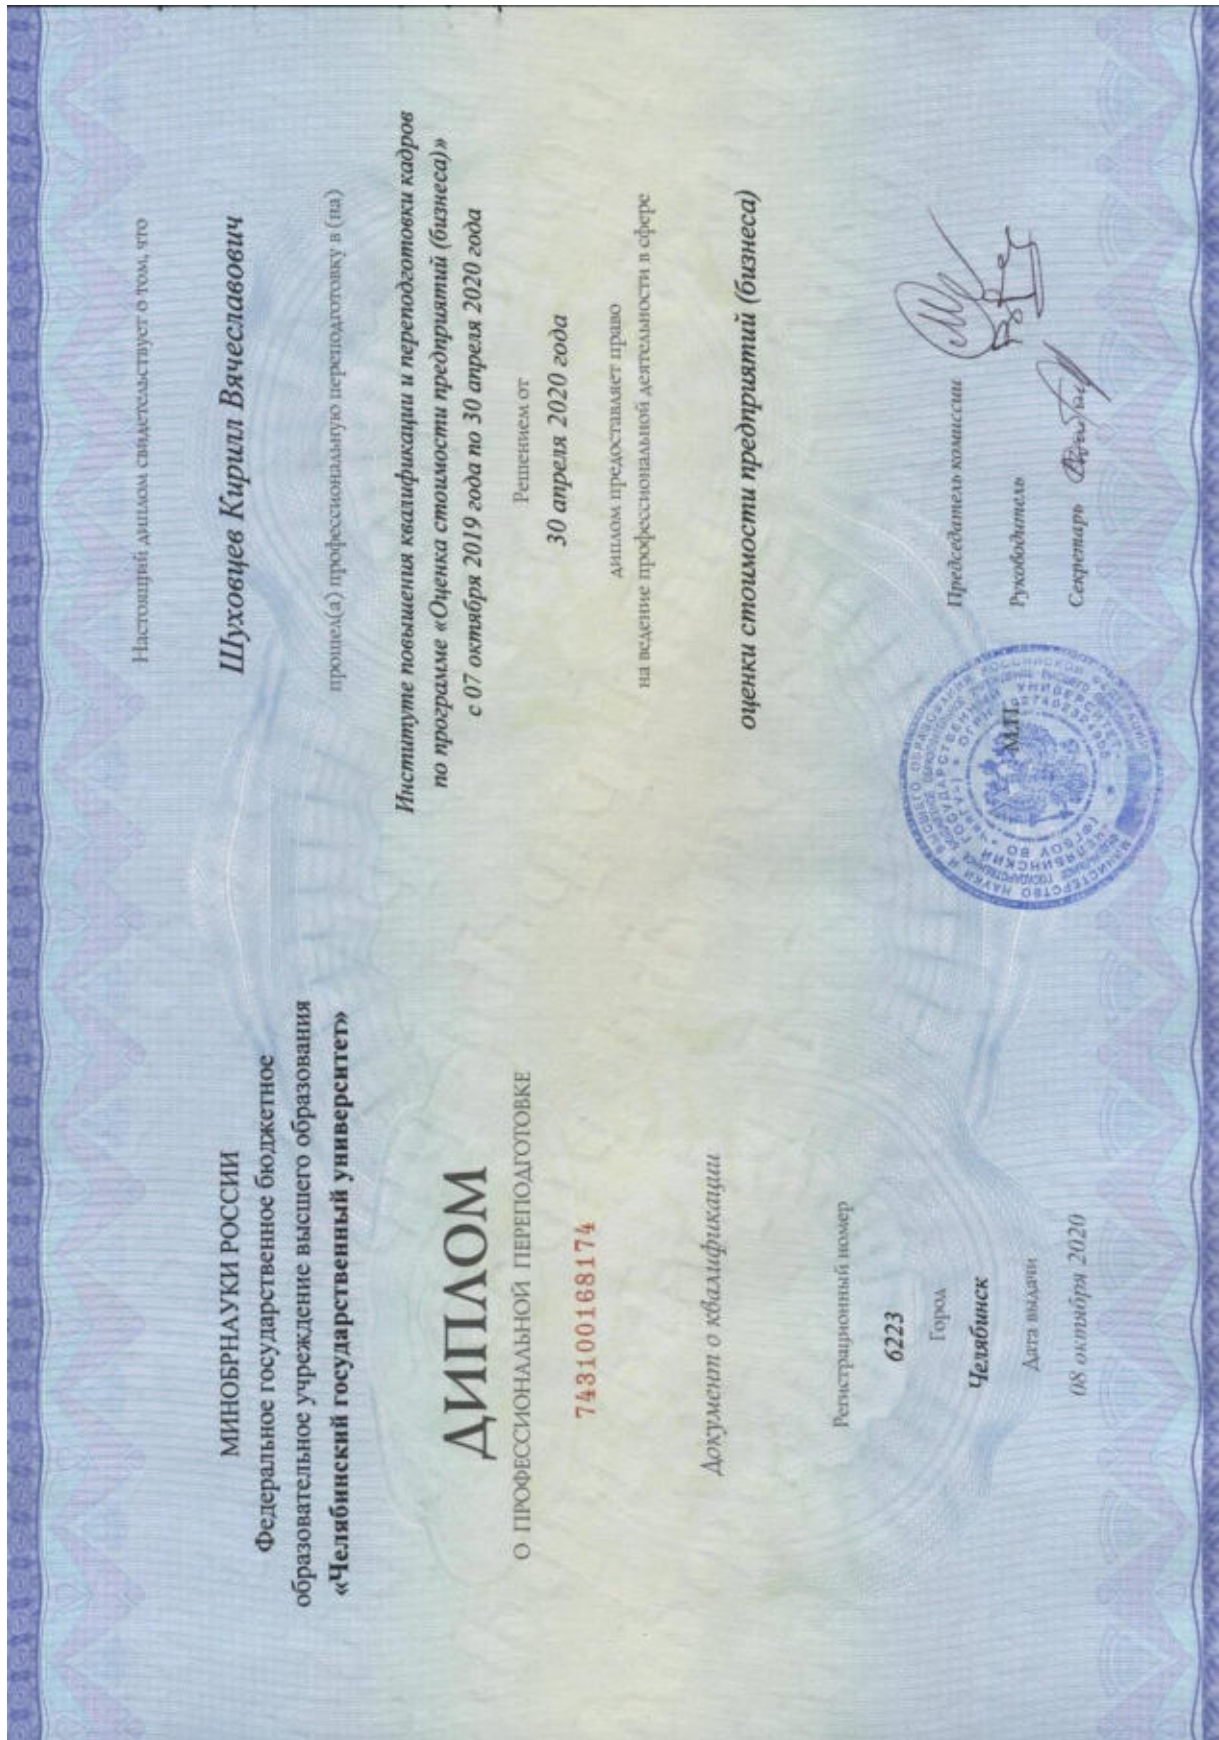 МИНОБРНАУКИ РОССИИ
Федеральное государственное бюджетное
образовательное учреждение высшего образования
«Челябинский государственный университет»
ДИПЛОМ
О ПРОФЕССИОНАЛЬНОЙ ПЕРЕПОДГОТОВКЕ
743100168174
Документ о квалификации
Регистрационный номер
6223
Город
Челябинск
Дата выдачи
08 октября 2020
Настоящий диплом свидетельствует о том, что
Шуховцев Кирилл Вячеславович
прошел(а) профессиональную переподготовку в (на)
Институте повышения квалификации и переподготовки кадров
по программе «Оценка стоимости предприятий (бизнеса)»
с 07 октября 2019 года по 30 апреля 2020 года
Решением от
30 апреля 2020 года
диплом предоставляет право
на ведение профессиональной деятельности в сфере
оценки стоимости предприятий (бизнеса)
Председатель комиссии
Руководитель
Секретарь
М.П.